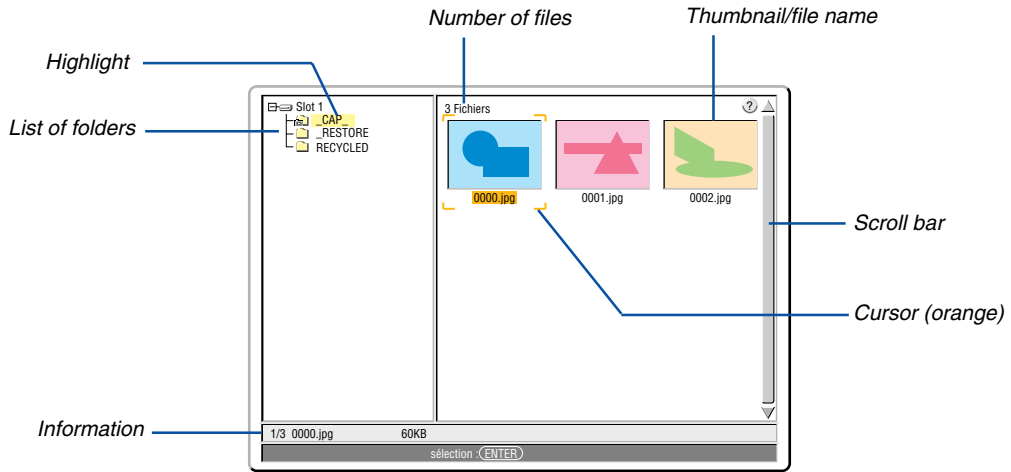 Number of files
Thumbnail/file name
Highlight
List of folders
Slot 1
_CAP_
_RESTORE
RECYCLED
3 Fichiers
?
0000.jpg
0001.jpg
0002.jpg
Scroll bar
Cursor (orange)
Information
1/3 0000.jpg 60KB
sélection :ENTER